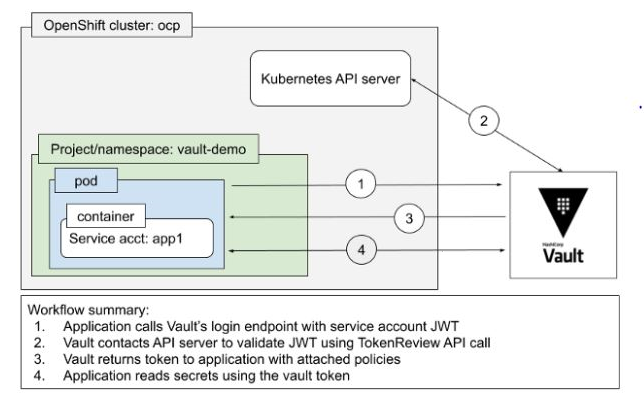 OpenShift cluster: ocp
Kubernetes API server
2
Project/namespace: vault-demo
pod
1
container
3
Service acct: app1
4
HashiCorp
Vault
Workflow summary:
1. Application calls Vault's login endpoint with service account JWT
2. Vault contacts API server to validate JWT using TokenReview API call
3. Vault returns token to application with attached policies
4. Application reads secrets using the vault token